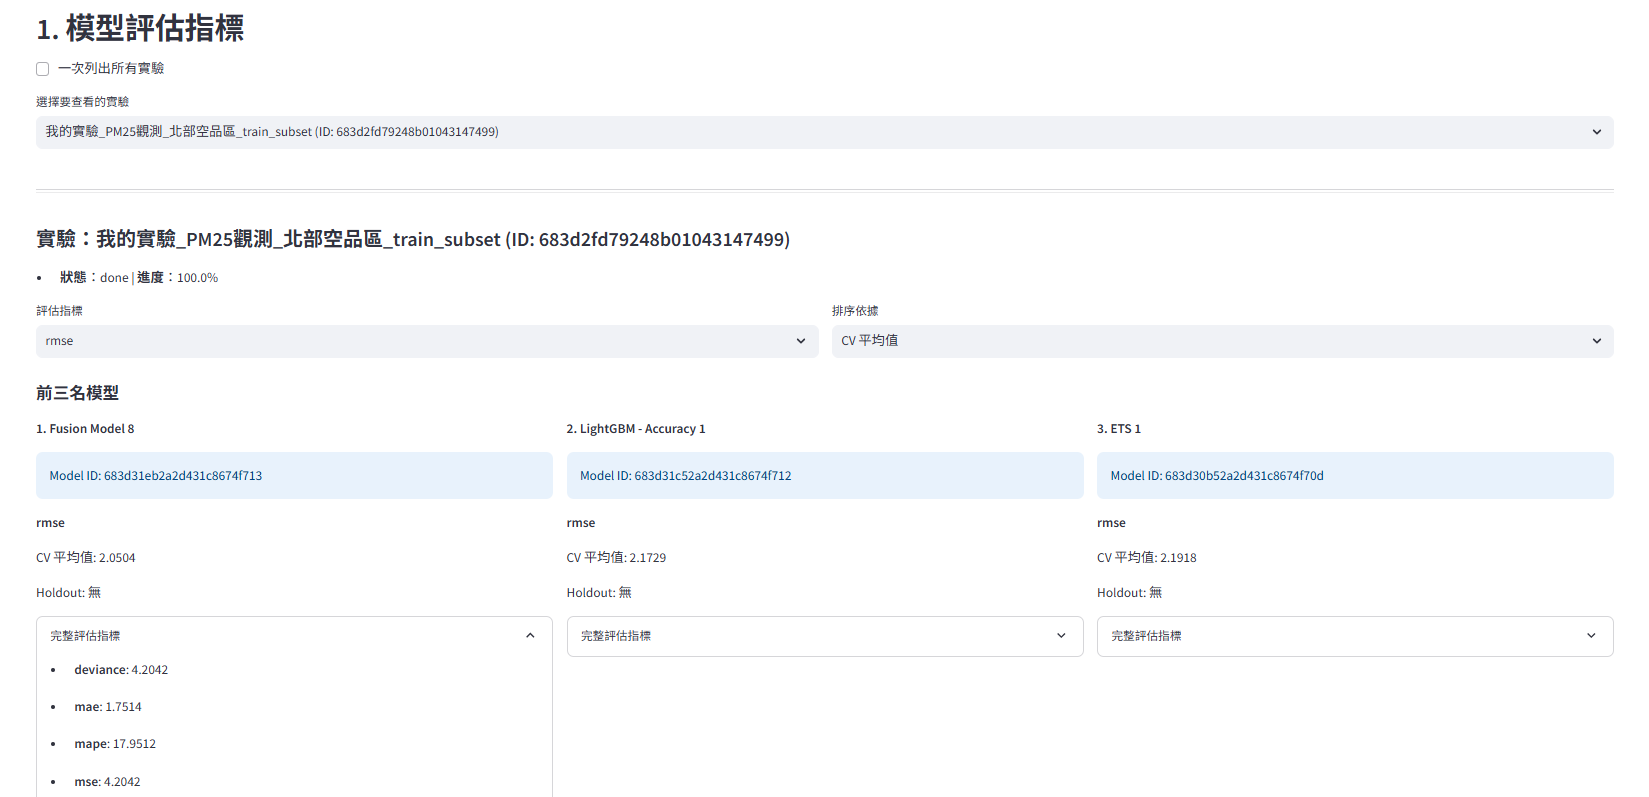 1. 模型評估指標
一次列出所有實驗
選擇要查看的實驗
我的實驗_PM25觀測_北部空品區_train_subset (ID: 683d2fd79248b01043147499)
實驗：我的實驗_PM25觀測_北部空品區_train_subset (ID: 683d2fd79248b01043147499)
• 狀態：done | 進度：100.0%
評估指標
排序依據
rmse
CV 平均值
前三名模型
1. Fusion Model 8
Model ID: 683d31eb2a2d431c8674f713
rmse
CV 平均值: 2.0504
Holdout: 無
完整評估指標
• deviance: 4.2042
• mae: 1.7514
• mape: 17.9512
• mse: 4.2042
2. LightGBM - Accuracy 1
Model ID: 683d31c52a2d431c8674f712
rmse
CV 平均值: 2.1729
Holdout: 無
完整評估指標
3. ETS 1
Model ID: 683d30b52a2d431c8674f70d
rmse
CV 平均值: 2.1918
Holdout: 無
完整評估指標